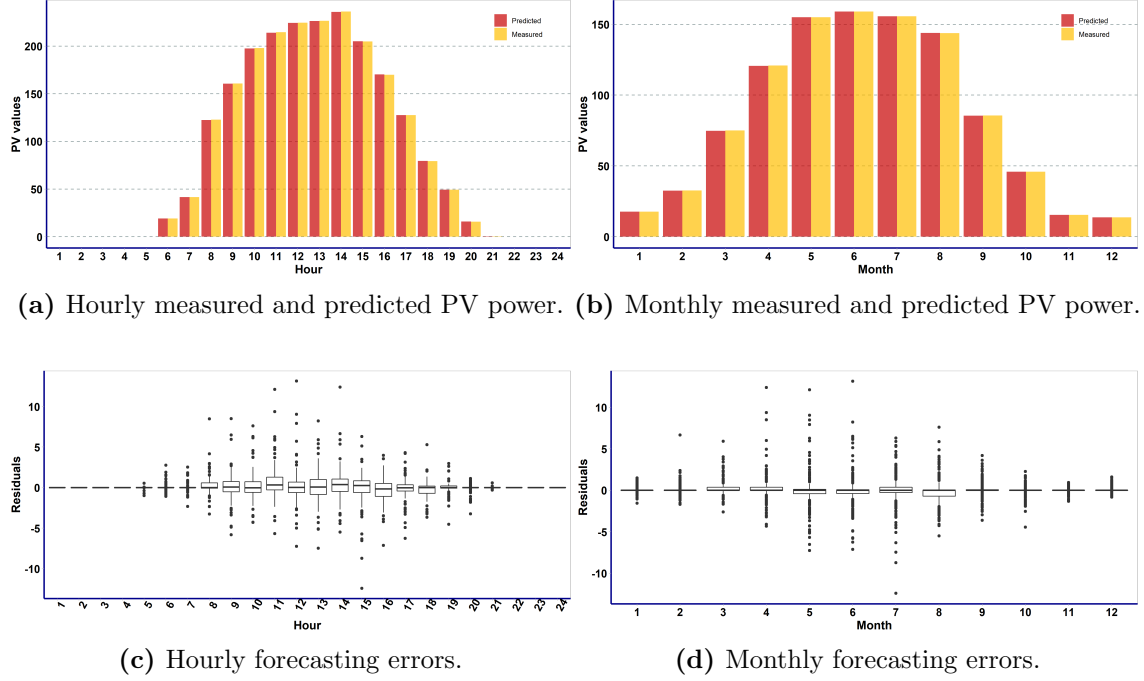 200
150
100
50
0
PV values
Predicted
Measured
1 2 3 4 5 6 7 8 9 10 11 12 13 14 15 16 17 18 19 20 21 22 23 24
Hour
150
100
50
0
PV values
Predicted
Measured
1 2 3 4 5 6 7 8 9 10 11 12
Month
(a) Hourly measured and predicted PV power.
(b) Monthly measured and predicted PV power.
10
5
0
-5
-10
Residuals
1 2 3 4 5 6 7 8 9 10 11 12 13 14 15 16 17 18 19 20 21 22 23 24
Hour
10
5
0
-5
-10
Residuals
1 2 3 4 5 6 7 8 9 10 11 12
Month
(c) Hourly forecasting errors.
(d) Monthly forecasting errors.